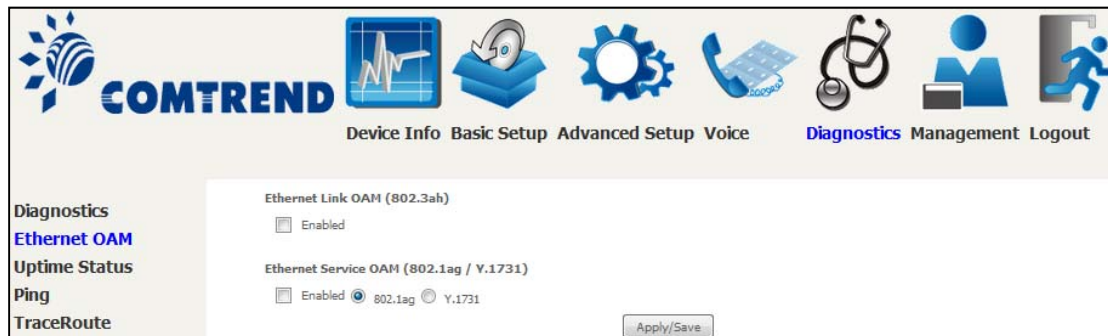 COMTREND
Device Info Basic Setup Advanced Setup Voice Diagnostics Management Logout
Diagnostics
Ethernet OAM
Uptime Status
Ping
TraceRoute
Ethernet Link OAM (802.3ah)
Enabled
Ethernet Service OAM (802.1ag / Y.1731)
Enabled 802.1ag Y.1731
Apply/Save